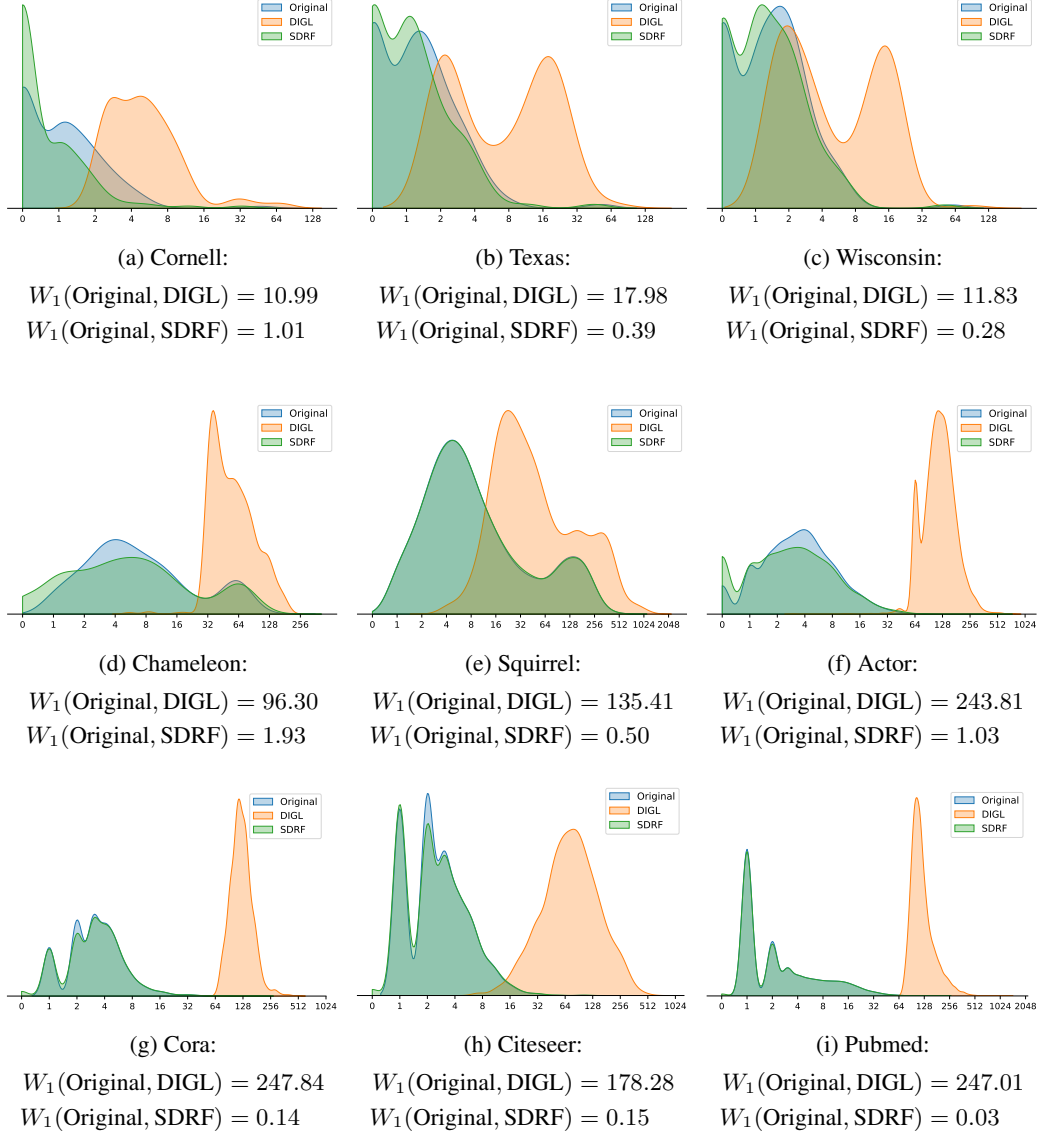 Original
DIGL
SDRF
0 1 2 4 8 16 32 64 128
Original
DIGL
SDRF
0 1 2 4 8 16 32 64 128
Original
DIGL
SDRF
0 1 2 4 8 16 32 64 128
(a) Cornell:
W₁(Original, DIGL) = 10.99
W₁(Original, SDRF) = 1.01
(b) Texas:
W₁(Original, DIGL) = 17.98
W₁(Original, SDRF) = 0.39
(c) Wisconsin:
W₁(Original, DIGL) = 11.83
W₁(Original, SDRF) = 0.28
Original
DIGL
SDRF
0 1 2 4 8 16 32 64 128 256
Original
DIGL
SDRF
0 1 2 4 8 16 32 64 128 256 512 1024 2048
Original
DIGL
SDRF
0 1 2 4 8 16 32 64 128 256 512 1024
(d) Chameleon:
W₁(Original, DIGL) = 96.30
W₁(Original, SDRF) = 1.93
(e) Squirrel:
W₁(Original, DIGL) = 135.41
W₁(Original, SDRF) = 0.50
(f) Actor:
W₁(Original, DIGL) = 243.81
W₁(Original, SDRF) = 1.03
Original
DIGL
SDRF
0 1 2 4 8 16 32 64 128 256 512 1024
Original
DIGL
SDRF
0 1 2 4 8 16 32 64 128 256 512 1024
Original
DIGL
SDRF
0 1 2 4 8 16 32 64 128 256 512 1024 2048
(g) Cora:
W₁(Original, DIGL) = 247.84
W₁(Original, SDRF) = 0.14
(h) Citeseer:
W₁(Original, DIGL) = 178.28
W₁(Original, SDRF) = 0.15
(i) Pubmed:
W₁(Original, DIGL) = 247.01
W₁(Original, SDRF) = 0.03